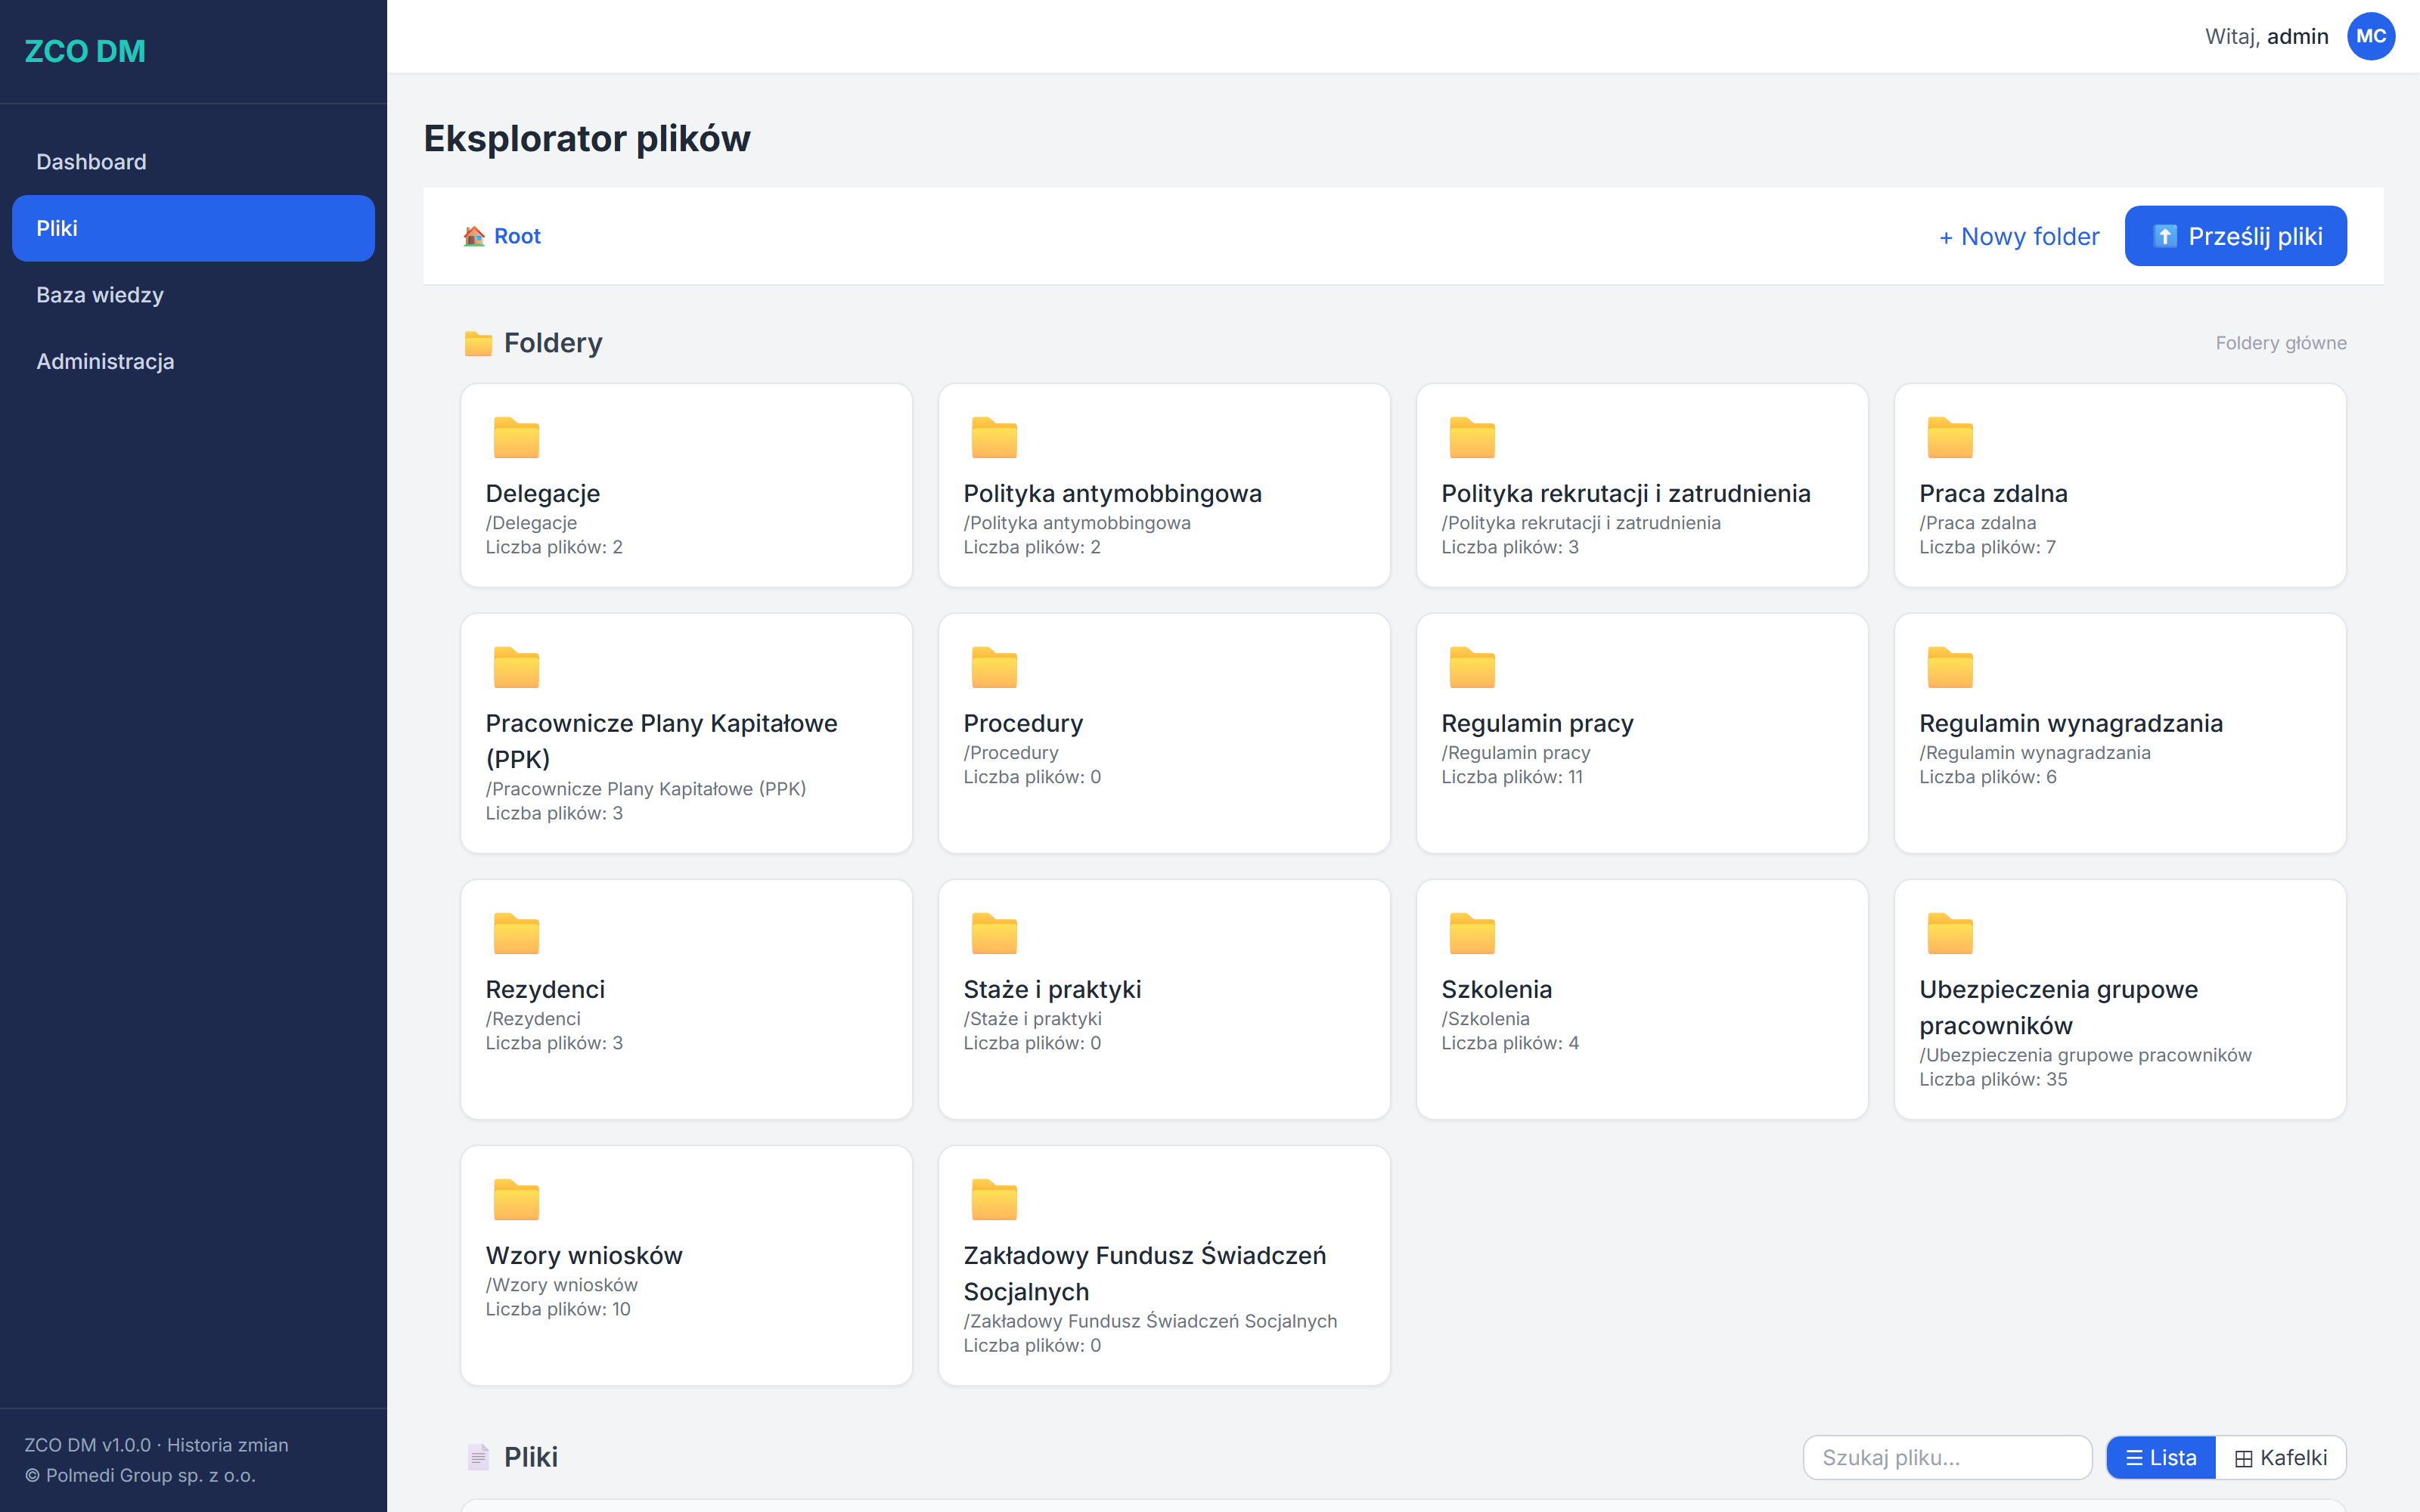 ZCO DM
Dashboard
Pliki
Baza wiedzy
Administracja
ZCO DM v1.0.0 · Historia zmian
© Polmedi Group sp. z o.o.
Witaj, admin
MC
Eksplorator plików
Root
+ Nowy folder
Prześlij pliki
Foldery
Foldery główne
Delegacje
/Delegacje
Liczba plików: 2
Polityka antymobbingowa
/Polityka antymobbingowa
Liczba plików: 2
Polityka rekrutacji i zatrudnienia
/Polityka rekrutacji i zatrudnienia
Liczba plików: 3
Praca zdalna
/Praca zdalna
Liczba plików: 7
Pracownicze Plany Kapitałowe
(PPK)
/Pracownicze Plany Kapitałowe (PPK)
Liczba plików: 3
Procedury
/Procedury
Liczba plików: 0
Regulamin pracy
/Regulamin pracy
Liczba plików: 11
Regulamin wynagradzania
/Regulamin wynagradzania
Liczba plików: 6
Rezydenci
/Rezydenci
Liczba plików: 3
Staże i praktyki
/Staże i praktyki
Liczba plików: 0
Szkolenia
/Szkolenia
Liczba plików: 4
Ubezpieczenia grupowe
pracowników
/Ubezpieczenia grupowe pracowników
Liczba plików: 35
Wzory wniosków
/Wzory wniosków
Liczba plików: 10
Zakładowy Fundusz Świadczeń
Socjalnych
/Zakładowy Fundusz Świadczeń Socjalnych
Liczba plików: 0
Pliki
Szukaj pliku...
Lista
Kafelki